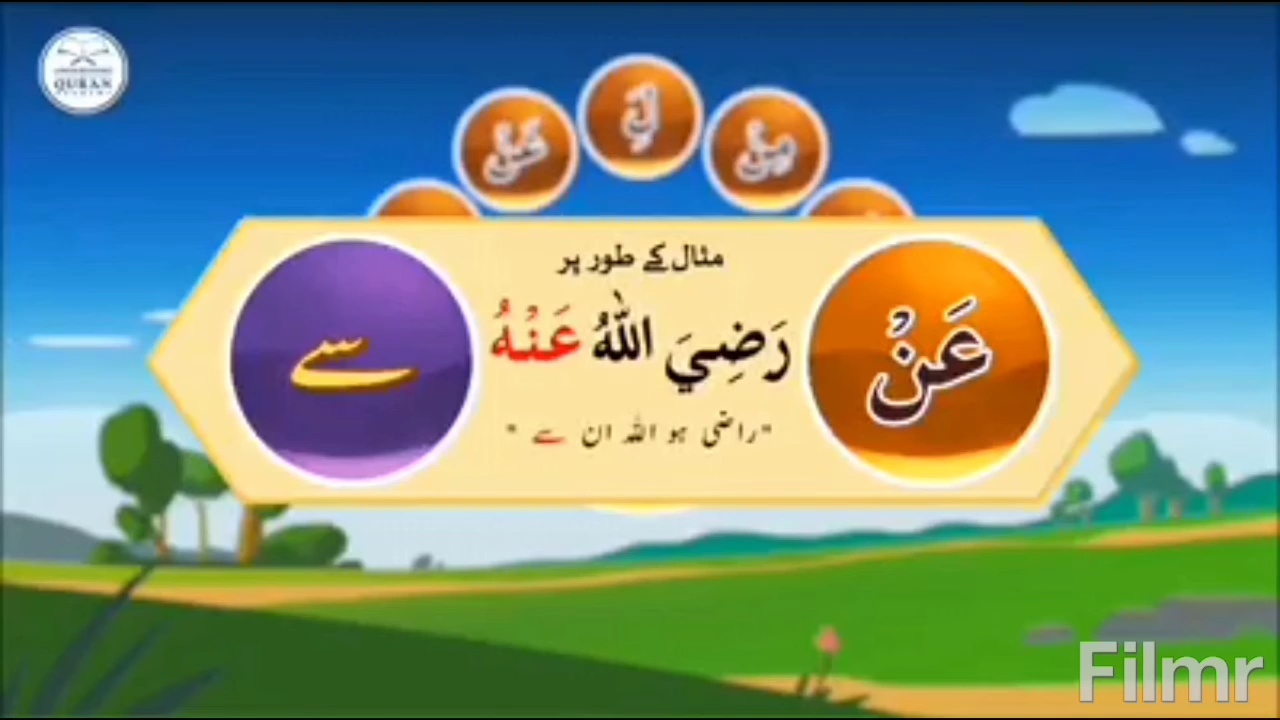 QURAN
عَنْ
لِ
مِنْ
مثال کے طور پر
عَنْ
رَضِيَ اللّٰهُ عَنْهُ
"راضی ہو اللہ ان سے"
سے
Filmr